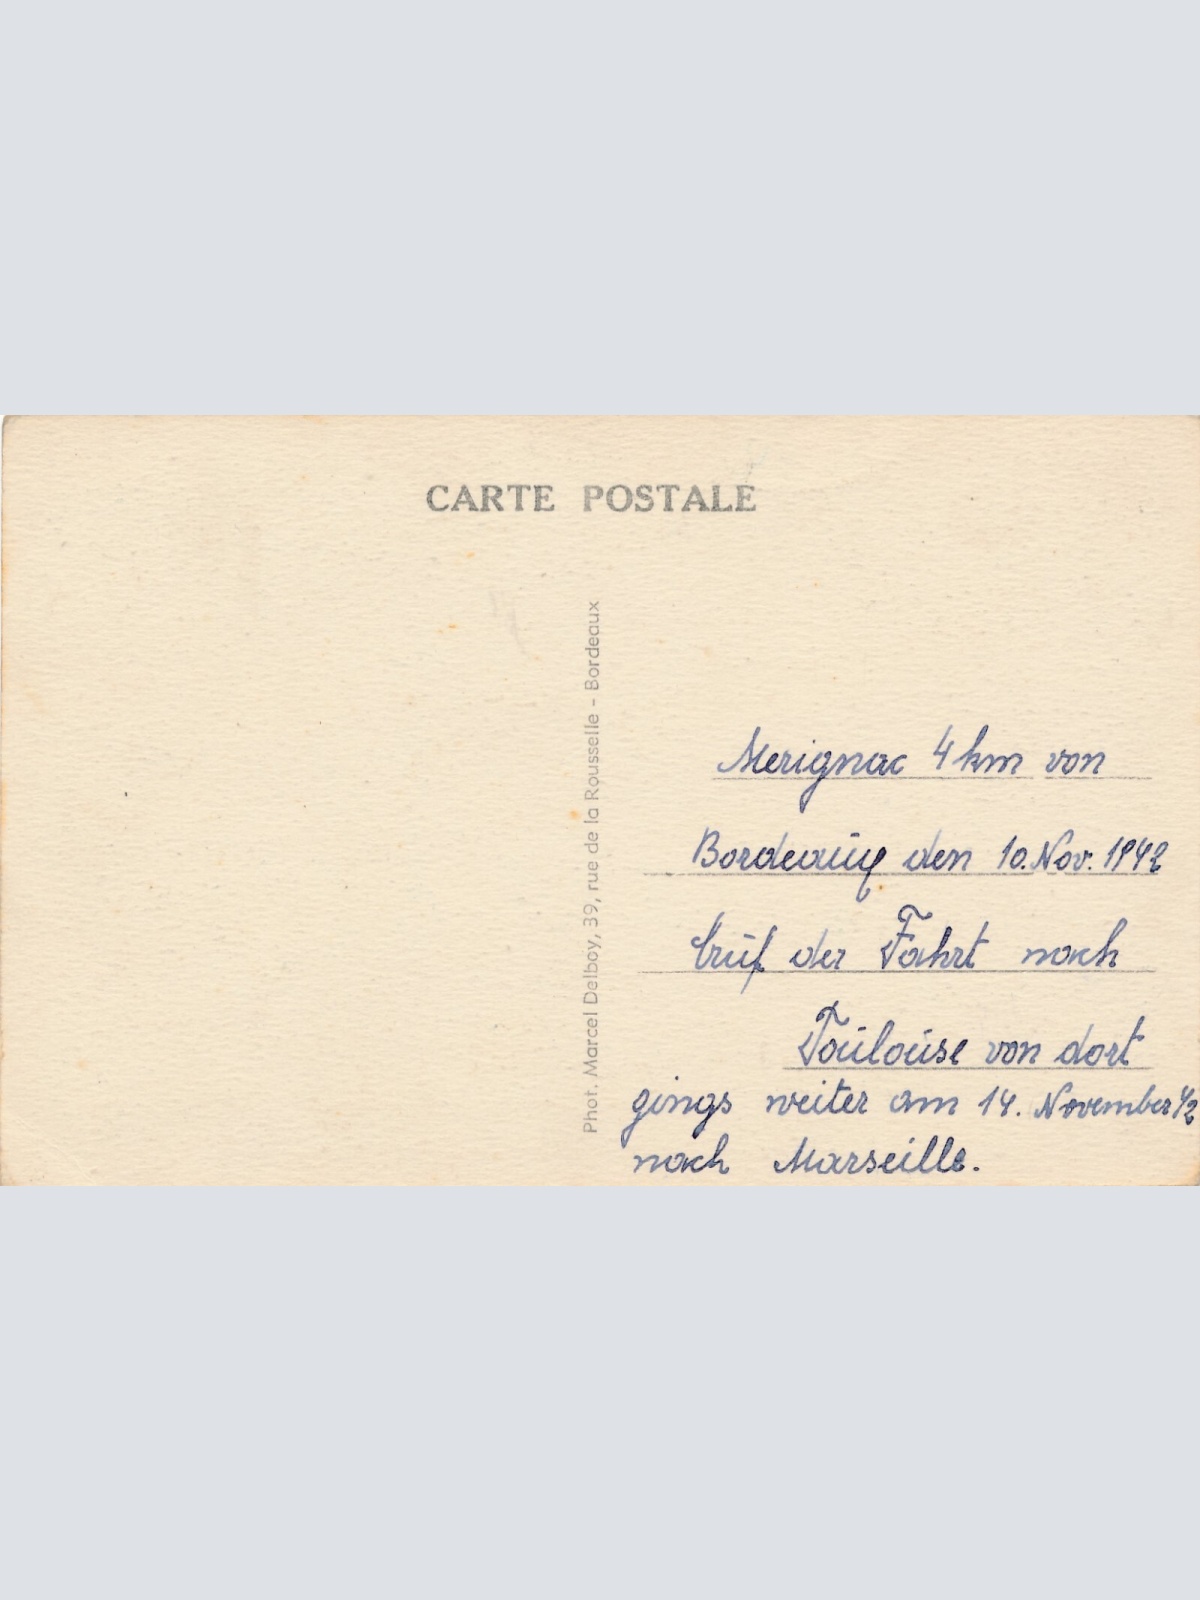 CARTE POSTALE
Phot. Marcel Delboy, 39, rue de la Rousselle - Bordeaux
Merignac 4 km von
Bordeaux den 10. Nov. 1942
Auf der Fahrt nach
Toulouse von dort
gings weiter am 14. November 42
nach Marseille.